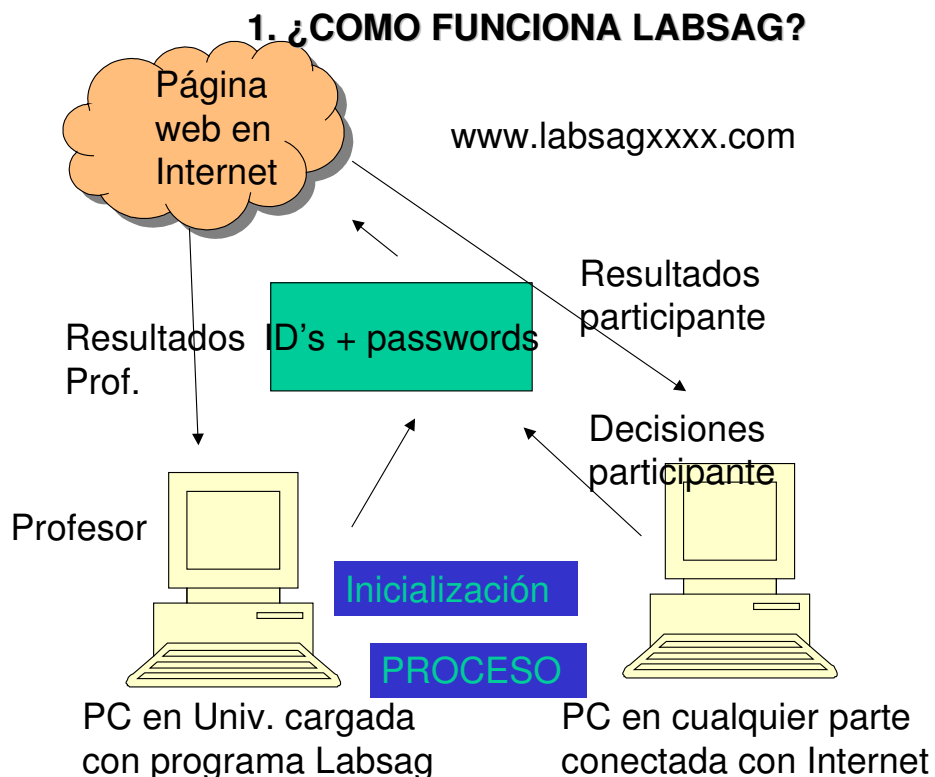 1. ¿COMO FUNCIONA LABSAG?
Página
web en
Internet
www.labsagxxxx.com
Resultados
participante
Resultados
Prof.
ID's + passwords
Decisiones
participante
Profesor
Inicialización
PROCESO
PC en Univ. cargada
con programa Labsag
PC en cualquier parte
conectada con Internet